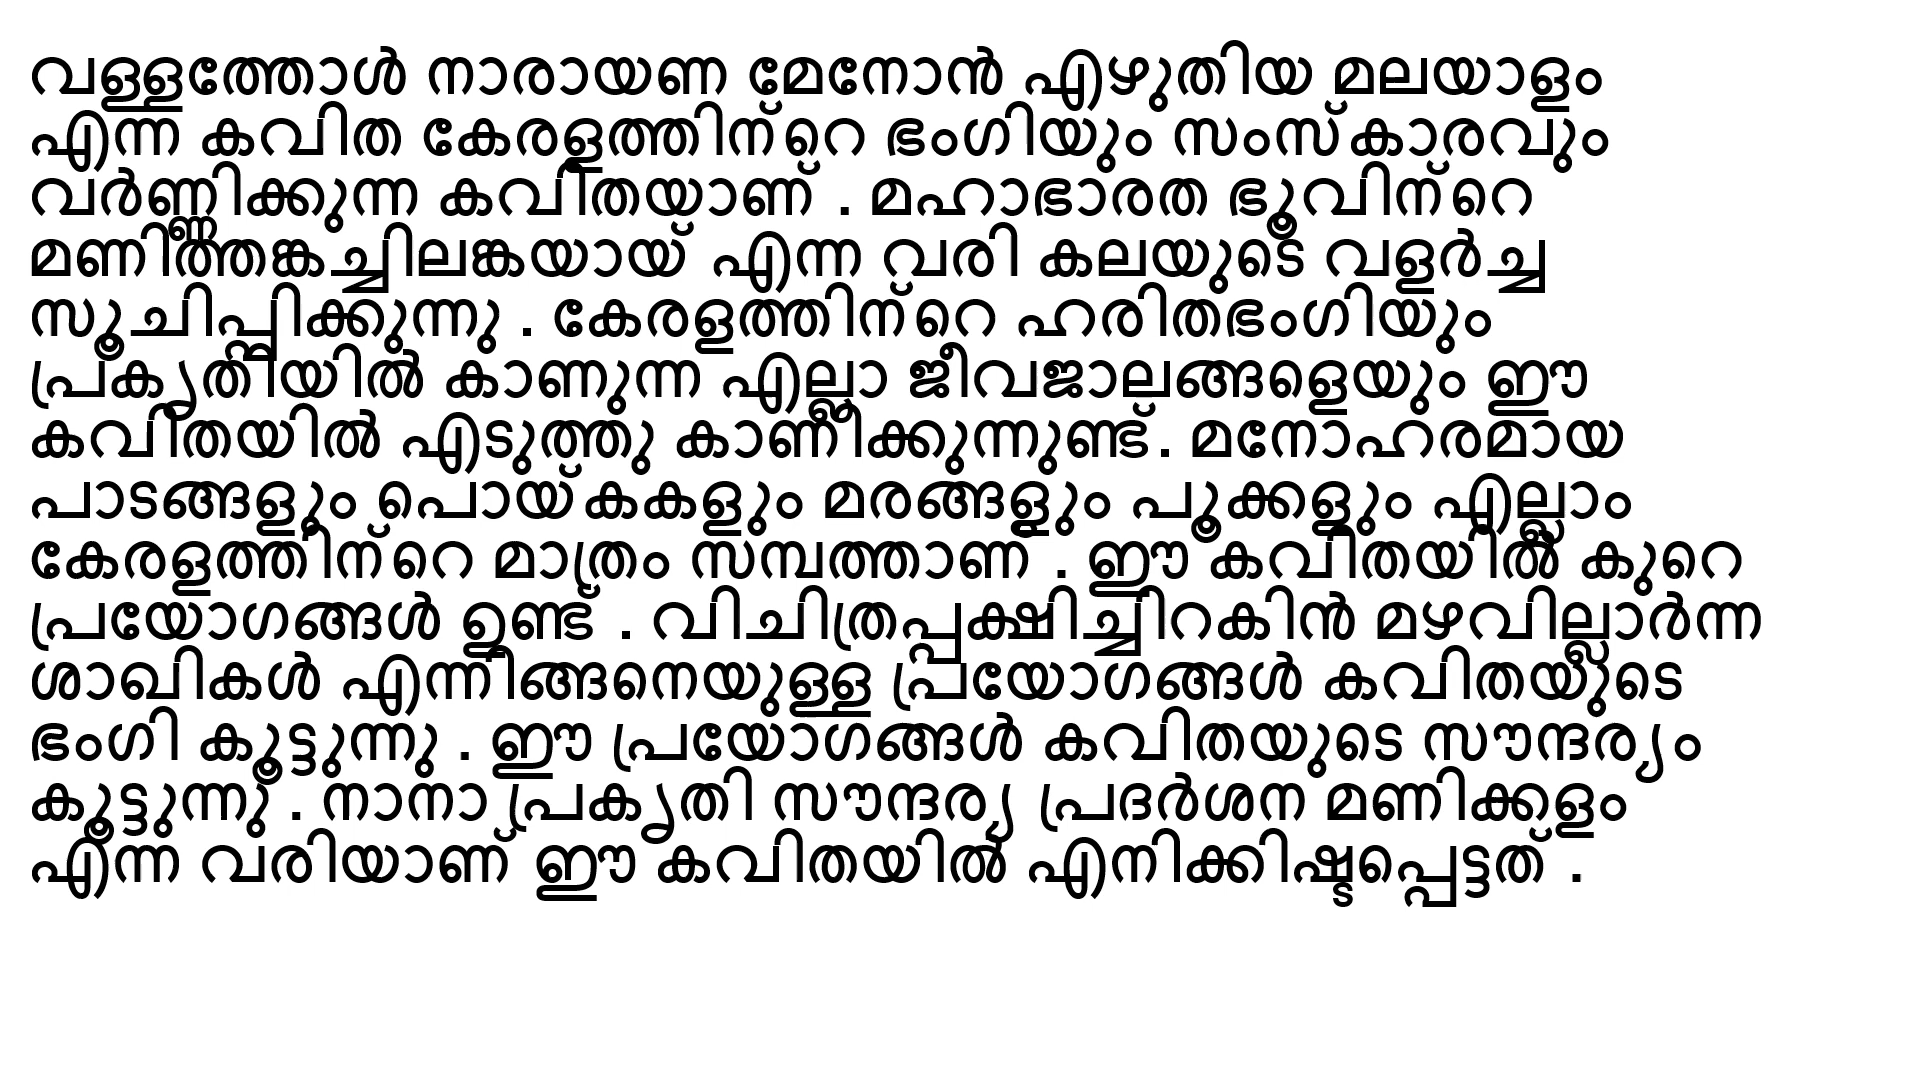 വള്ളത്തോൾ നാരായണ മേനോൻ എഴുതിയ മലയാളം
എന്ന കവിത കേരളത്തിന്റെ ഭംഗിയും സംസ്കാരവും
വർണ്ണിക്കുന്ന കവിതയാണ് . മഹാഭാരത ഭൂവിന്റെ
മണിത്തങ്കച്ചിലങ്കയായ് എന്ന വരി കലയുടെ വളർച്ച
സൂചിപ്പിക്കുന്നു . കേരളത്തിന്റെ ഹരിതഭംഗിയും
പ്രകൃതിയിൽ കാണുന്ന എല്ലാ ജീവജാലങ്ങളെയും ഈ
കവിതയിൽ എടുത്തു കാണിക്കുന്നുണ്ട്. മനോഹരമായ
പാടങ്ങളും പൊയ്കകളും മരങ്ങളും പൂക്കളും എല്ലാം
കേരളത്തിന്റെ മാത്രം സമ്പത്താണ് . ഈ കവിതയിൽ കുറെ
പ്രയോഗങ്ങൾ ഉണ്ട് . വിചിത്രപ്പക്ഷിച്ചിറകിൻ മഴവില്ലാർന്ന
ശാഖികൾ എന്നിങ്ങനെയുള്ള പ്രയോഗങ്ങൾ കവിതയുടെ
ഭംഗി കൂട്ടുന്നു . ഈ പ്രയോഗങ്ങൾ കവിതയുടെ സൗന്ദര്യം
കൂട്ടുന്നു . നാനാ പ്രകൃതി സൗന്ദര്യ പ്രദർശന മണിക്കളം
എന്ന വരിയാണ് ഈ കവിതയിൽ എനിക്കിഷ്ടപ്പെട്ടത് .